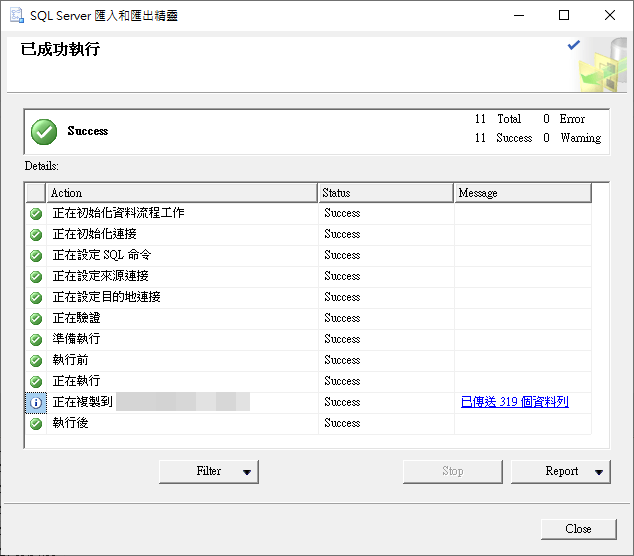 SQL Server 匯入和匯出精靈
已成功執行
Success
11 Total 0 Error
11 Success 0 Warning
Details:
Action Status Message
正在初始化資料流程工作 Success
正在初始化連接 Success
正在設定 SQL 命令 Success
正在設定來源連接 Success
正在設定目的地連接 Success
正在驗證 Success
準備執行 Success
執行前 Success
正在執行 Success
正在複製到 Success 已傳送 319 個資料列
執行後 Success
Filter Stop Report
Close